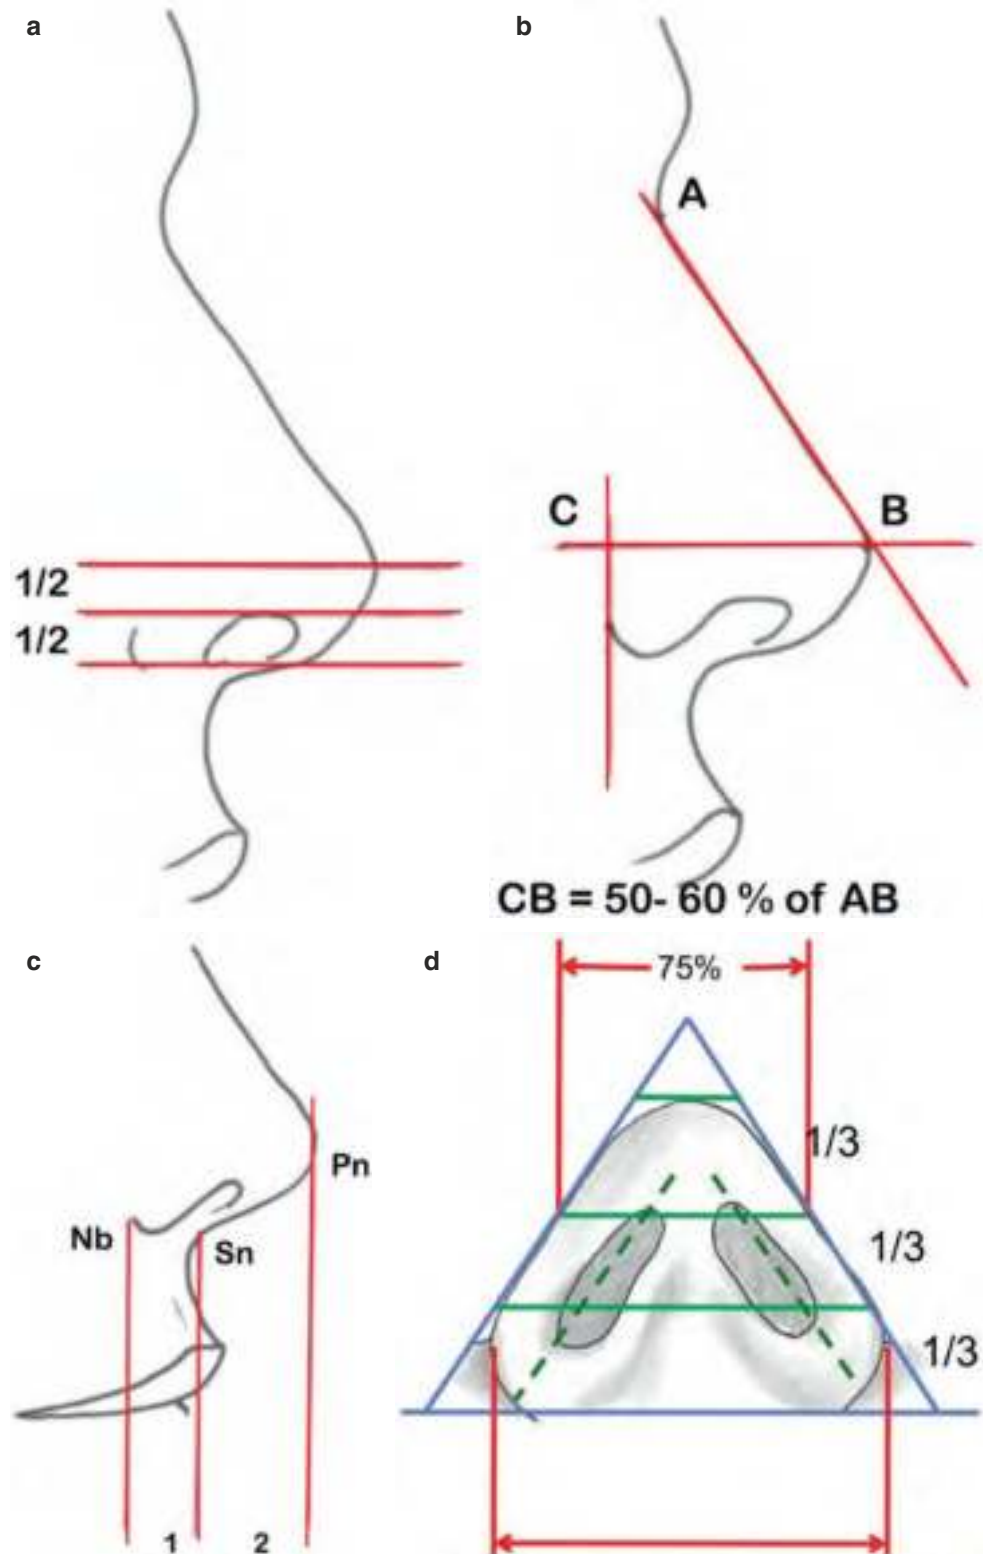 a
b
A
C
B
1/2
1/2
CB = 50- 60 % of AB
c
d
75%
1/3
Pn
Nb
Sn
1/3
1/3
1
2